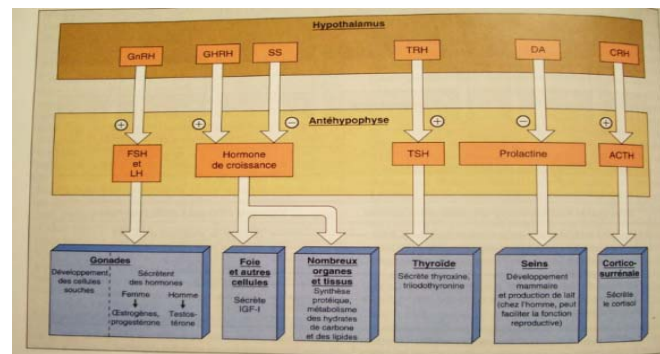 Hypothalamus
GnRH
GHRH
SS
TRH
DA
CRH
+
+
−
Antéhypophyse
+
−
+
FSH
et
LH
Hormone
de croissance
TSH
Prolactine
ACTH
Gonades
Développement
des cellules
souches
Sécrètent
des hormones
Femme
Homme
Œstrogènes,
progestérone
Testos-
térone
Foie
et autres
cellules
Sécrète
IGF-I
Nombreux
organes
et tissus
Synthèse
protéique,
métabolisme
des hydrates
de carbone
et des lipides
Thyroïde
Sécrète thyroxine,
triiodothyronine
Seins
Développement
mammaire
et production de lait
(chez l'homme, peut
faciliter la fonction
reproductive)
Cortico-
surrénale
Sécrète
le cortisol